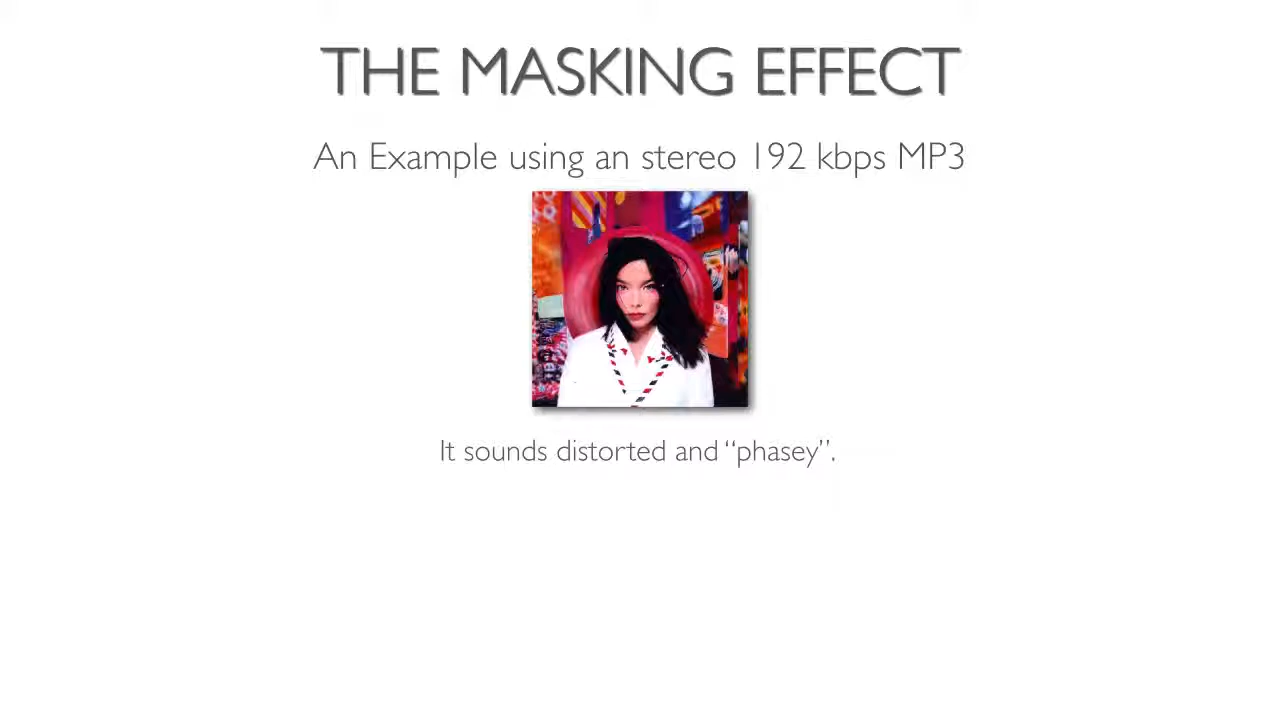 THE MASKING EFFECT
An Example using an stereo 192 kbps MP3
It sounds distorted and “phasey”.